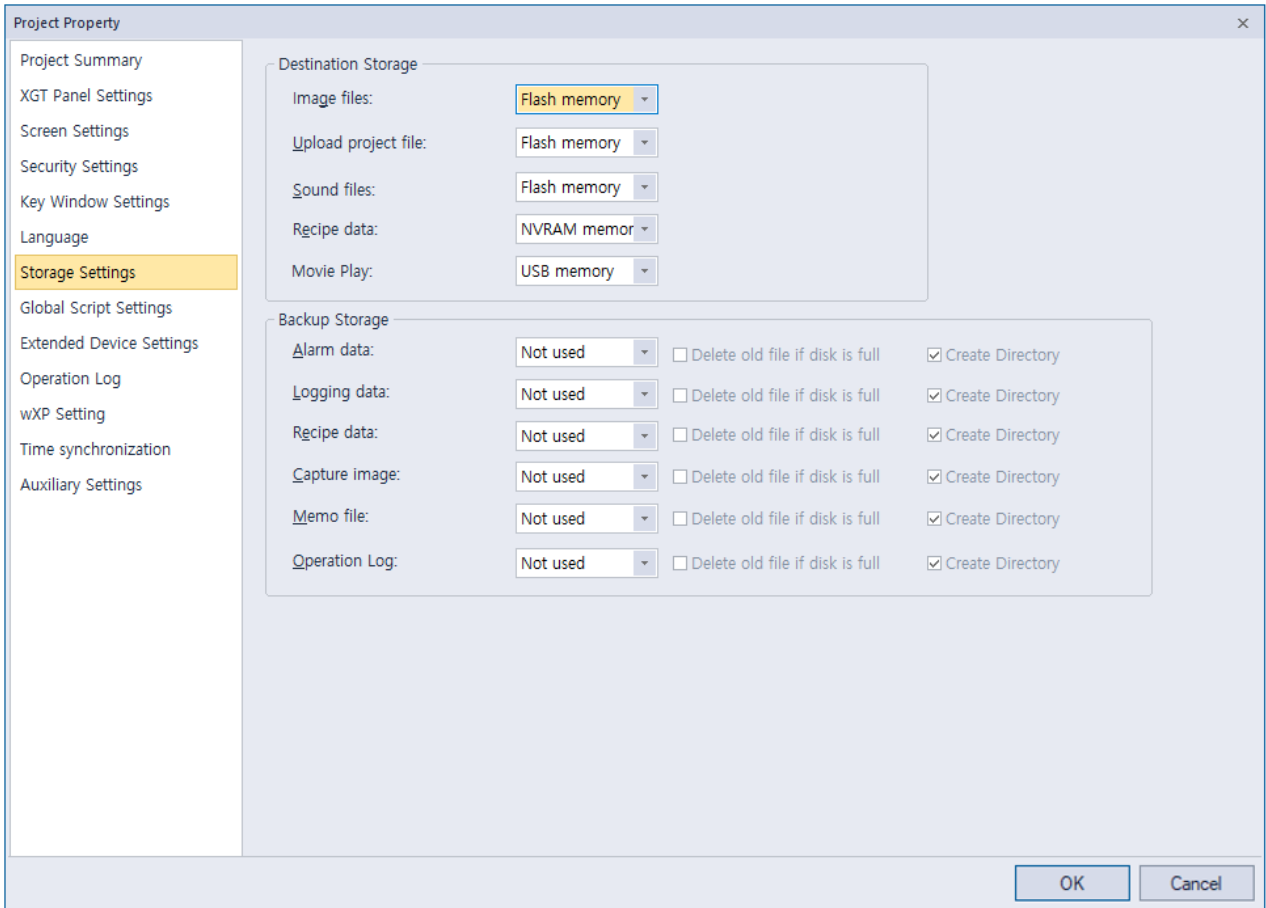 Project Property
Project Summary
XGT Panel Settings
Screen Settings
Security Settings
Key Window Settings
Language
Storage Settings
Global Script Settings
Extended Device Settings
Operation Log
wXP Setting
Time synchronization
Auxiliary Settings
Destination Storage
Image files: Flash memory
Upload project file: Flash memory
Sound files: Flash memory
Recipe data: NVRAM memor
Movie Play: USB memory
Backup Storage
Alarm data: Not used Delete old file if disk is full Create Directory
Logging data: Not used Delete old file if disk is full Create Directory
Recipe data: Not used Delete old file if disk is full Create Directory
Capture image: Not used Delete old file if disk is full Create Directory
Memo file: Not used Delete old file if disk is full Create Directory
Operation Log: Not used Delete old file if disk is full Create Directory
OK Cancel